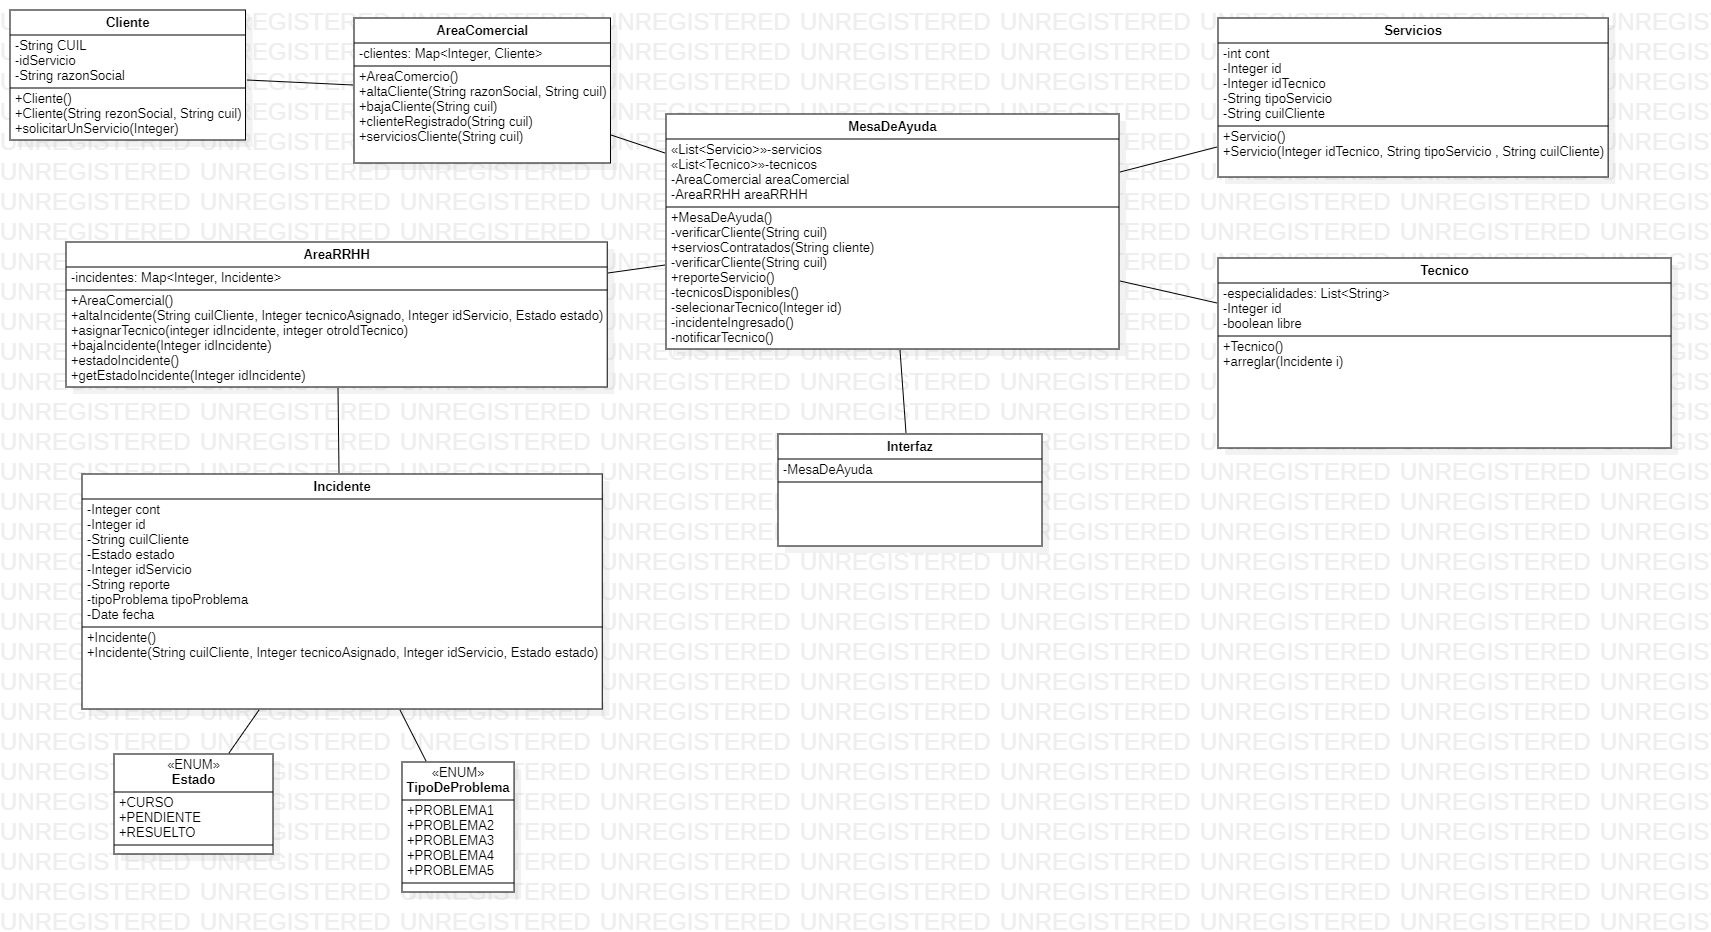 Cliente
-String CUIL
-idServicio
-String razonSocial
+Cliente()
+Cliente(String rezonSocial, String cuil)
+solicitarUnServicio(Integer)
AreaComercial
-clientes: Map<Integer, Cliente>
+AreaComercio()
+altaCliente(String razonSocial, String cuil)
+bajaCliente(String cuil)
+clienteRegistrado(String cuil)
+serviciosCliente(String cuil)
MesaDeAyuda
«List<Servicio>»-servicios
«List<Tecnico>»-tecnicos
-AreaComercial areaComercial
-AreaRRHH areaRRHH
+MesaDeAyuda()
-verificarCliente(String cuil)
+serviosContratados(String cliente)
-verificarCliente(String cuil)
+reporteServicio()
-tecnicosDisponibles()
-selecionarTecnico(Integer id)
-incidenteIngresado()
-notificarTecnico()
Servicios
-int cont
-Integer id
-Integer idTecnico
-String tipoServicio
-String cuilCliente
+Servicio()
+Servicio(Integer idTecnico, String tipoServicio , String cuilCliente)
AreaRRHH
-incidentes: Map<Integer, Incidente>
+AreaComercial()
+altaIncidente(String cuilCliente, Integer tecnicoAsignado, Integer idServicio, Estado estado)
+asignarTecnico(integer idIncidente, integer otroIdTecnico)
+bajaIncidente(Integer idIncidente)
+estadoIncidente()
+getEstadoIncidente(Integer idIncidente)
Tecnico
-especialidades: List<String>
-Integer id
-boolean libre
+Tecnico()
+arreglar(Incidente i)
Interfaz
-MesaDeAyuda
Incidente
-Integer cont
-Integer id
-String cuilCliente
-Estado estado
-Integer idServicio
-String reporte
-tipoProblema tipoProblema
-Date fecha
+Incidente()
+Incidente(String cuilCliente, Integer tecnicoAsignado, Integer idServicio, Estado estado)
«ENUM»
Estado
+CURSO
+PENDIENTE
+RESUELTO
«ENUM»
TipoDeProblema
+PROBLEMA1
+PROBLEMA2
+PROBLEMA3
+PROBLEMA4
+PROBLEMA5
UNREGISTERED